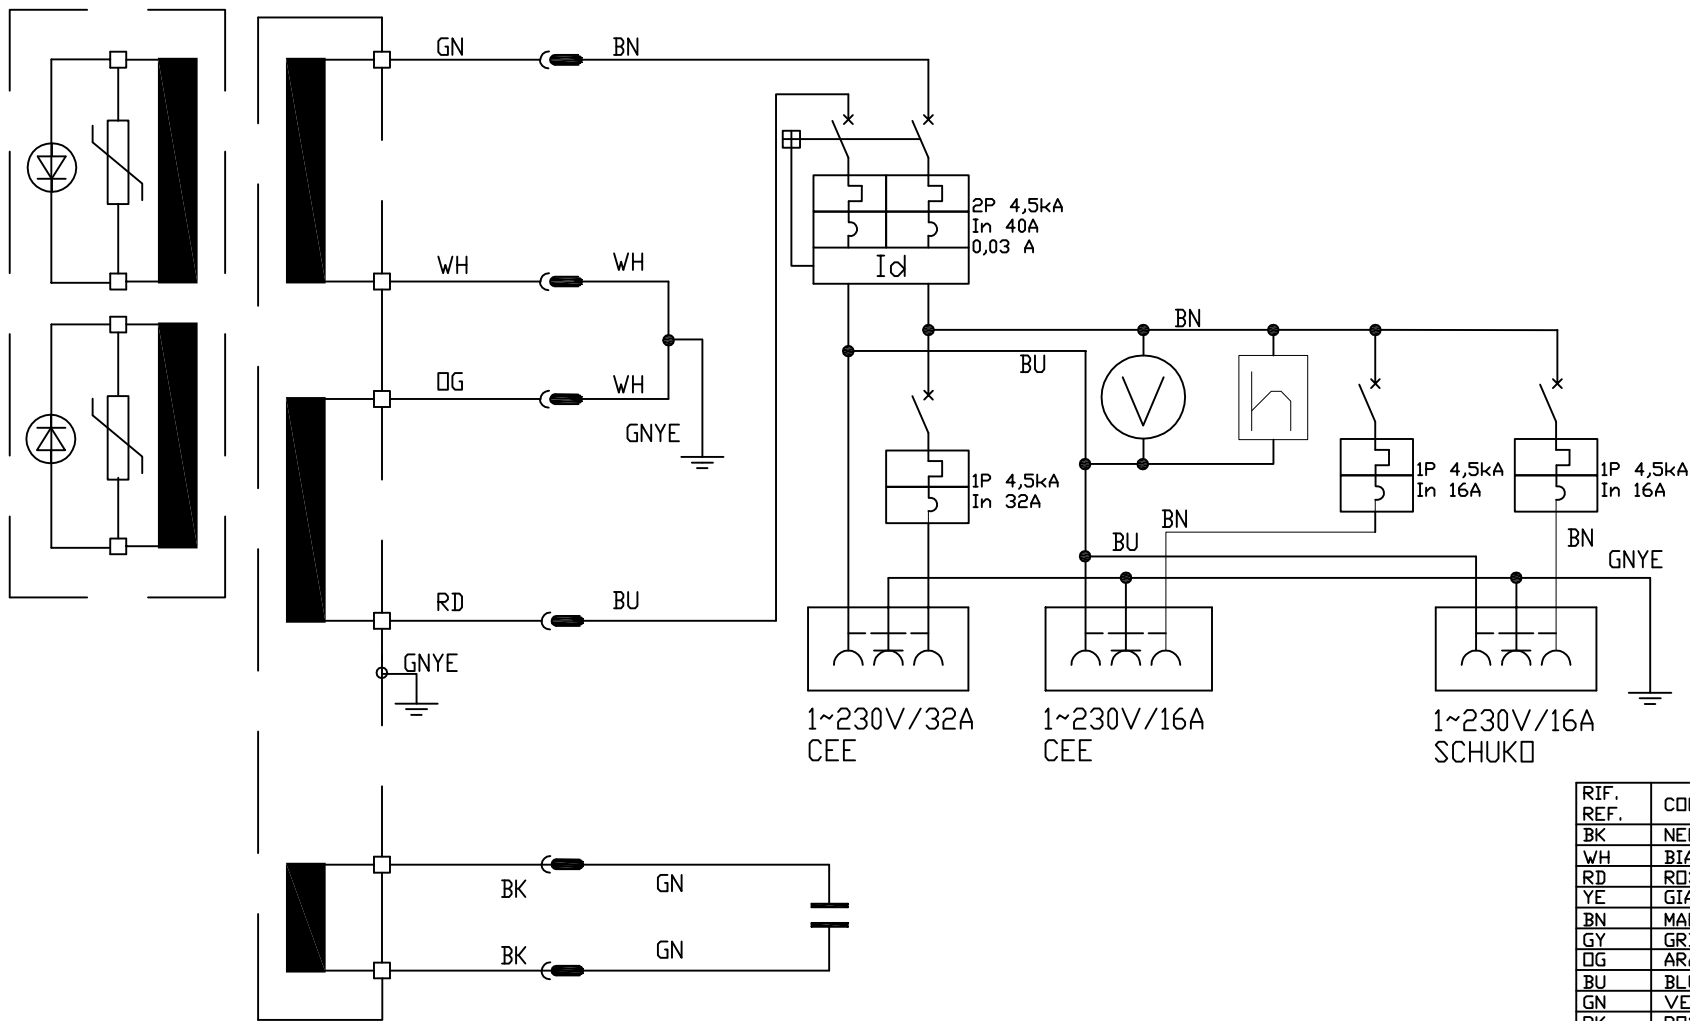 GN
BN
2P 4,5kA
In 40A
0,03 A
Id
WH
WH
BN
BU
V
h
OG
WH
GNYE
1P 4,5kA
In 32A
1P 4,5kA
In 16A
1P 4,5kA
In 16A
BN
BU
BN
GNYE
RD
BU
GNYE
1~230V/32A
CEE
1~230V/16A
CEE
1~230V/16A
SCHUKO
BK
GN
BK
GN
RIF.
REF.
BK
WH
RD
YE
BN
GY
OG
BU
GN